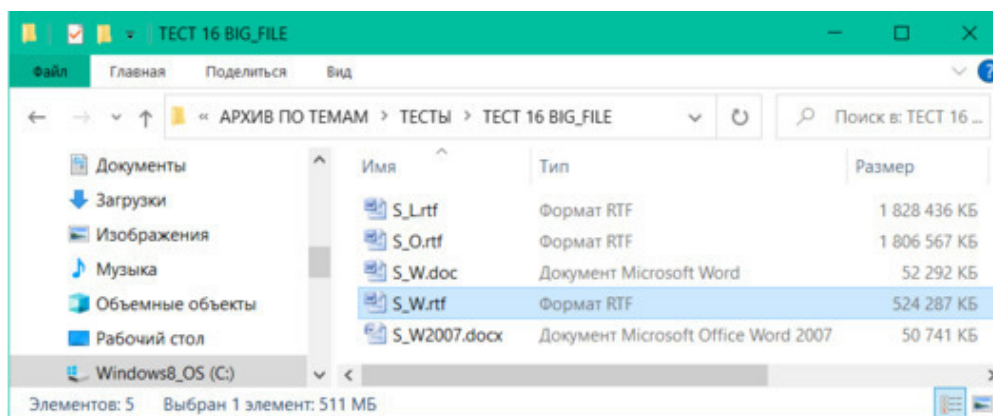 ТЕСТ 16 BIG_FILE
Файл Главная Поделиться Вид ?
« АРХИВ ПО ТЕМАМ > ТЕСТЫ > ТЕСТ 16 BIG_FILE Поиск в: ТЕСТ 16 ...
Документы Имя Тип Размер
Загрузки S_L.rtf Формат RTF 1 828 436 КБ
Изображения S_O.rtf Формат RTF 1 806 567 КБ
Музыка S_W.doc Документ Microsoft Word 52 292 КБ
Объемные объекты S_W.rtf Формат RTF 524 287 КБ
Рабочий стол S_W2007.docx Документ Microsoft Office Word 2007 50 741 КБ
Windows8_OS (C:)
Элементов: 5 Выбран 1 элемент: 511 МБ